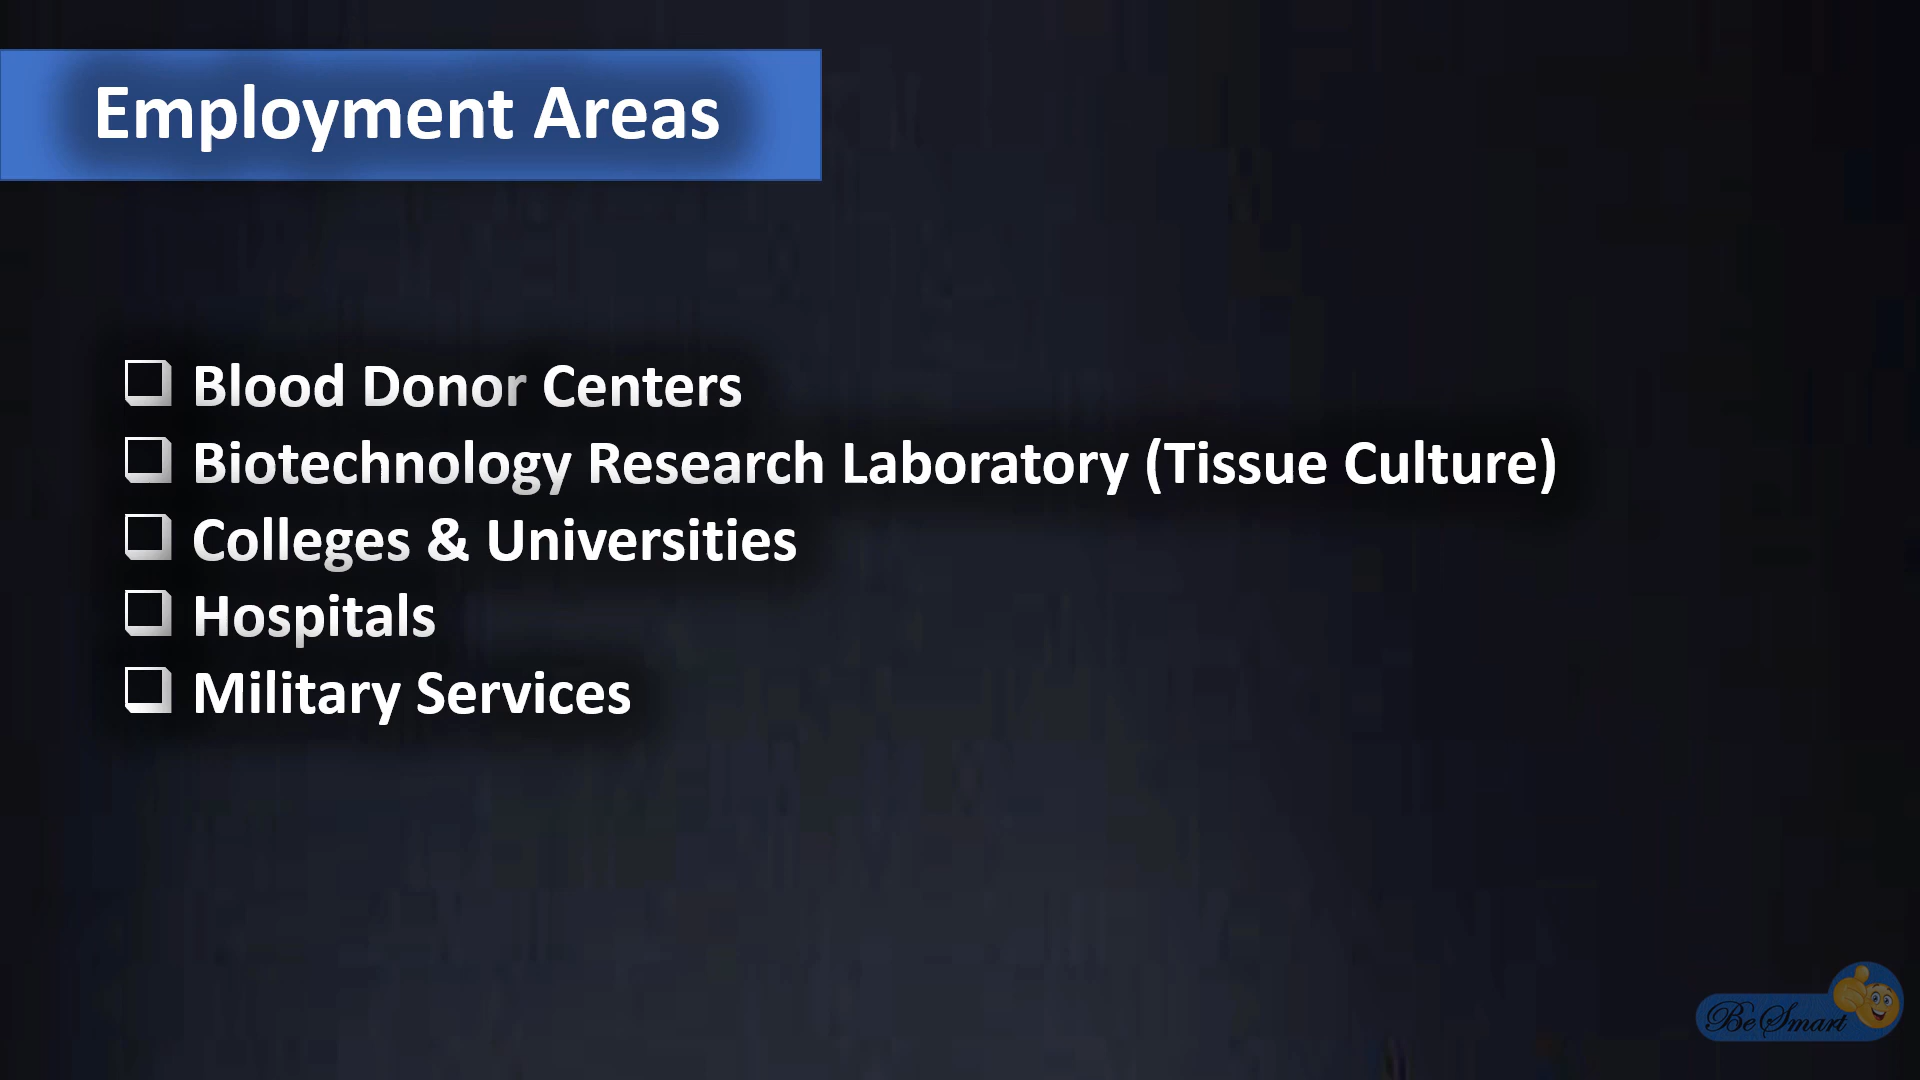 Employment Areas
Blood Donor Centers
Biotechnology Research Laboratory (Tissue Culture)
Colleges & Universities
Hospitals
Military Services
Be Smart